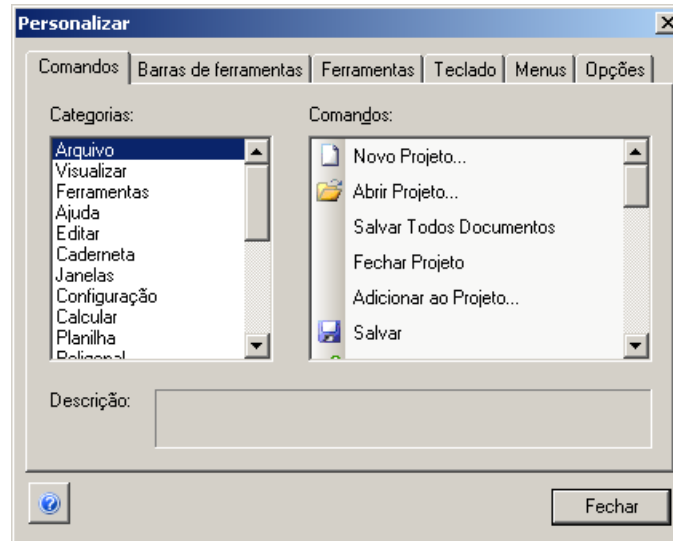 Personalizar
Comandos Barras de ferramentas Ferramentas Teclado Menus Opções
Categorias:
Arquivo
Visualizar
Ferramentas
Ajuda
Editar
Caderneta
Janelas
Configuração
Calcular
Planilha
Poligonal
Comandos:
Novo Projeto...
Abrir Projeto...
Salvar Todos Documentos
Fechar Projeto
Adicionar ao Projeto...
Salvar
Descrição:
Fechar